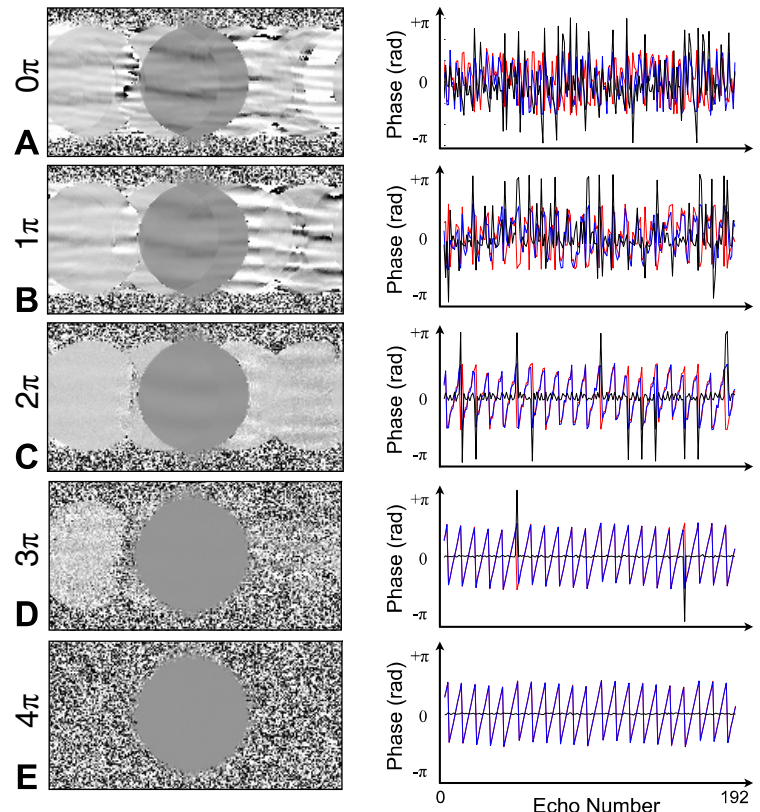 0π
A
+π
0
-π
Phase (rad)
1π
B
+π
0
-π
Phase (rad)
2π
C
+π
0
-π
Phase (rad)
3π
D
+π
0
-π
Phase (rad)
4π
E
+π
0
-π
Phase (rad)
0
192
Echo Number